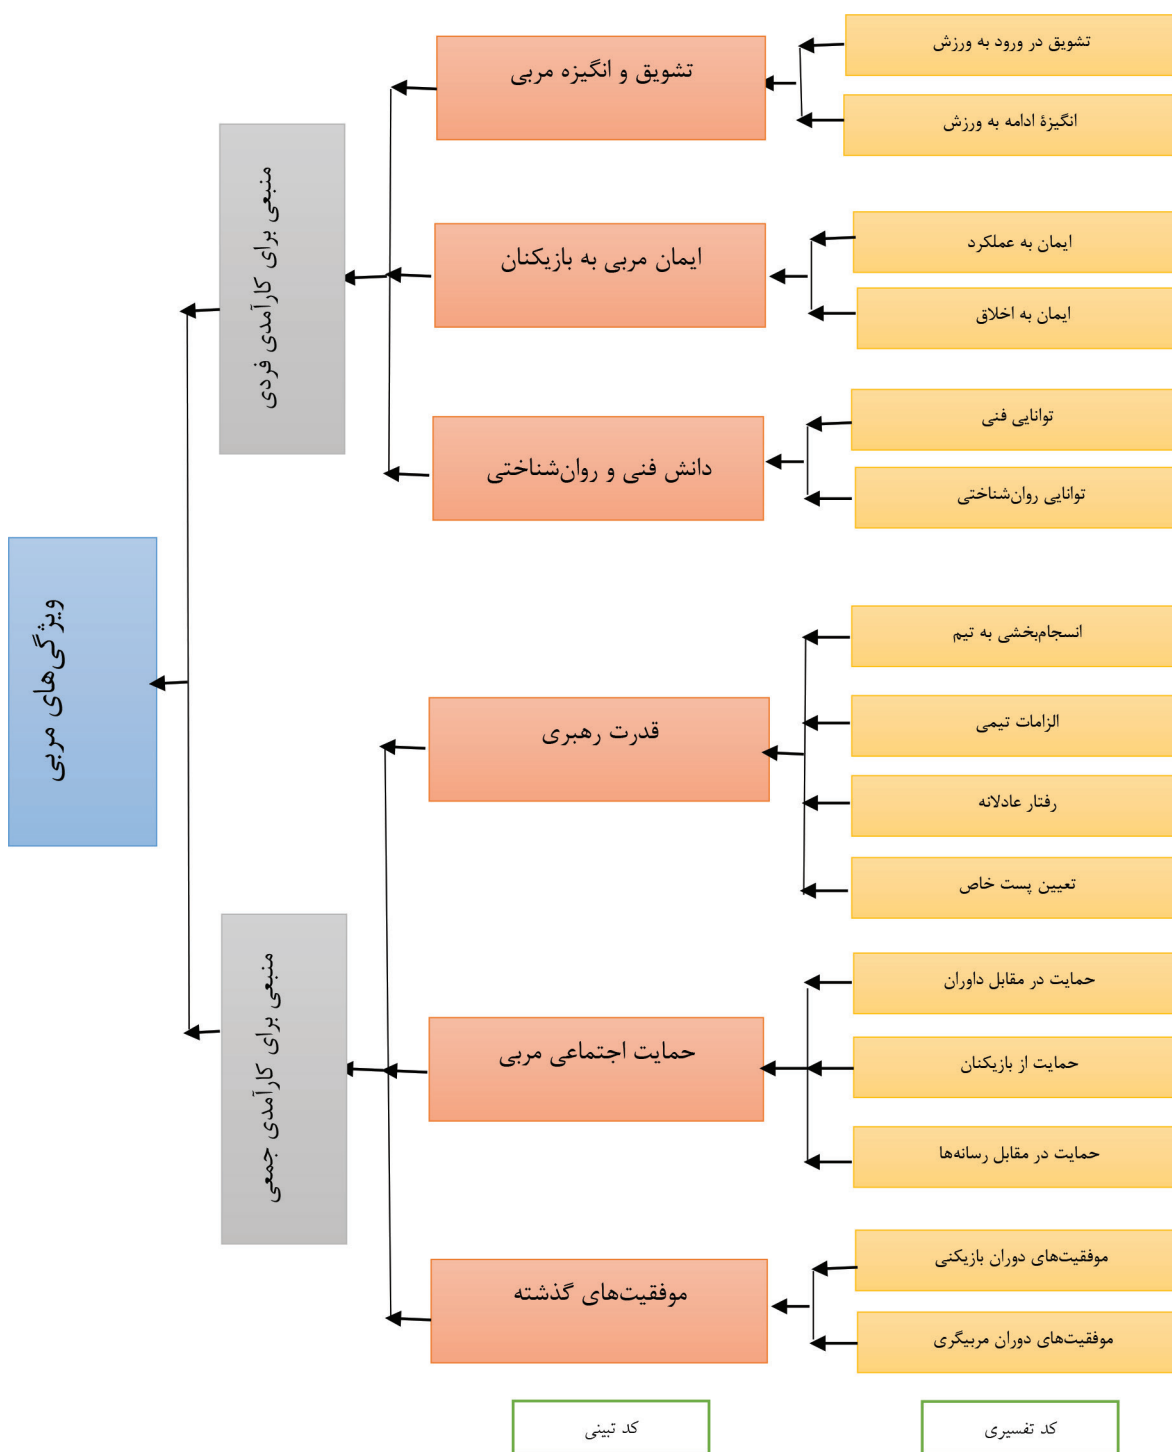 تشویق در ورود به ورزش
انگیزهٔ ادامه به ورزش
تشویق و انگیزه مربی
ایمان به عملکرد
ایمان به اخلاق
ایمان مربی به بازیکنان
توانایی فنی
توانایی روان‌شناختی
دانش فنی و روان‌شناختی
منبعی برای کارآمدی فردی
انسجام‌بخشی به تیم
الزامات تیمی
رفتار عادلانه
تعیین پست خاص
قدرت رهبری
حمایت در مقابل داوران
حمایت از بازیکنان
حمایت در مقابل رسانه‌ها
حمایت اجتماعی مربی
موفقیت‌های دوران بازیکنی
موفقیت‌های دوران مربیگری
موفقیت‌های گذشته
منبعی برای کارآمدی جمعی
ویژگی‌های مربی
کد تفسیری
کد تبینی